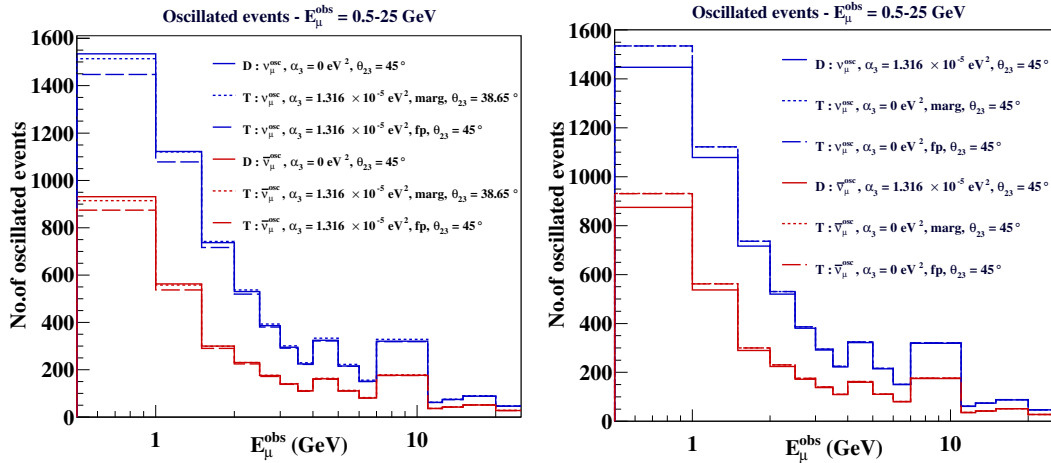 Oscillated events - E_μ^obs = 0.5-25 GeV
No.of oscillated events
1600
1400
1200
1000
800
600
400
200
0
D : ν_μ^osc, α_3 = 0 eV^2, θ_23 = 45°
T : ν_μ^osc, α_3 = 1.316 × 10^-5 eV^2, marg, θ_23 = 38.65°
T : ν_μ^osc, α_3 = 1.316 × 10^-5 eV^2, fp, θ_23 = 45°
D : ν̅_μ^osc, α_3 = 0 eV^2, θ_23 = 45°
T : ν̅_μ^osc, α_3 = 1.316 × 10^-5 eV^2, marg, θ_23 = 38.65°
T : ν̅_μ^osc, α_3 = 1.316 × 10^-5 eV^2, fp, θ_23 = 45°
1 10
E_μ^obs (GeV)
Oscillated events - E_μ^obs = 0.5-25 GeV
No.of oscillated events
1600
1400
1200
1000
800
600
400
200
0
D : ν_μ^osc, α_3 = 1.316 × 10^-5 eV^2, θ_23 = 45°
T : ν_μ^osc, α_3 = 0 eV^2, marg, θ_23 = 45°
T : ν_μ^osc, α_3 = 0 eV^2, fp, θ_23 = 45°
D : ν̅_μ^osc, α_3 = 1.316 × 10^-5 eV^2, θ_23 = 45°
T : ν̅_μ^osc, α_3 = 0 eV^2, marg, θ_23 = 45°
T : ν̅_μ^osc, α_3 = 0 eV^2, fp, θ_23 = 45°
1 10
E_μ^obs (GeV)